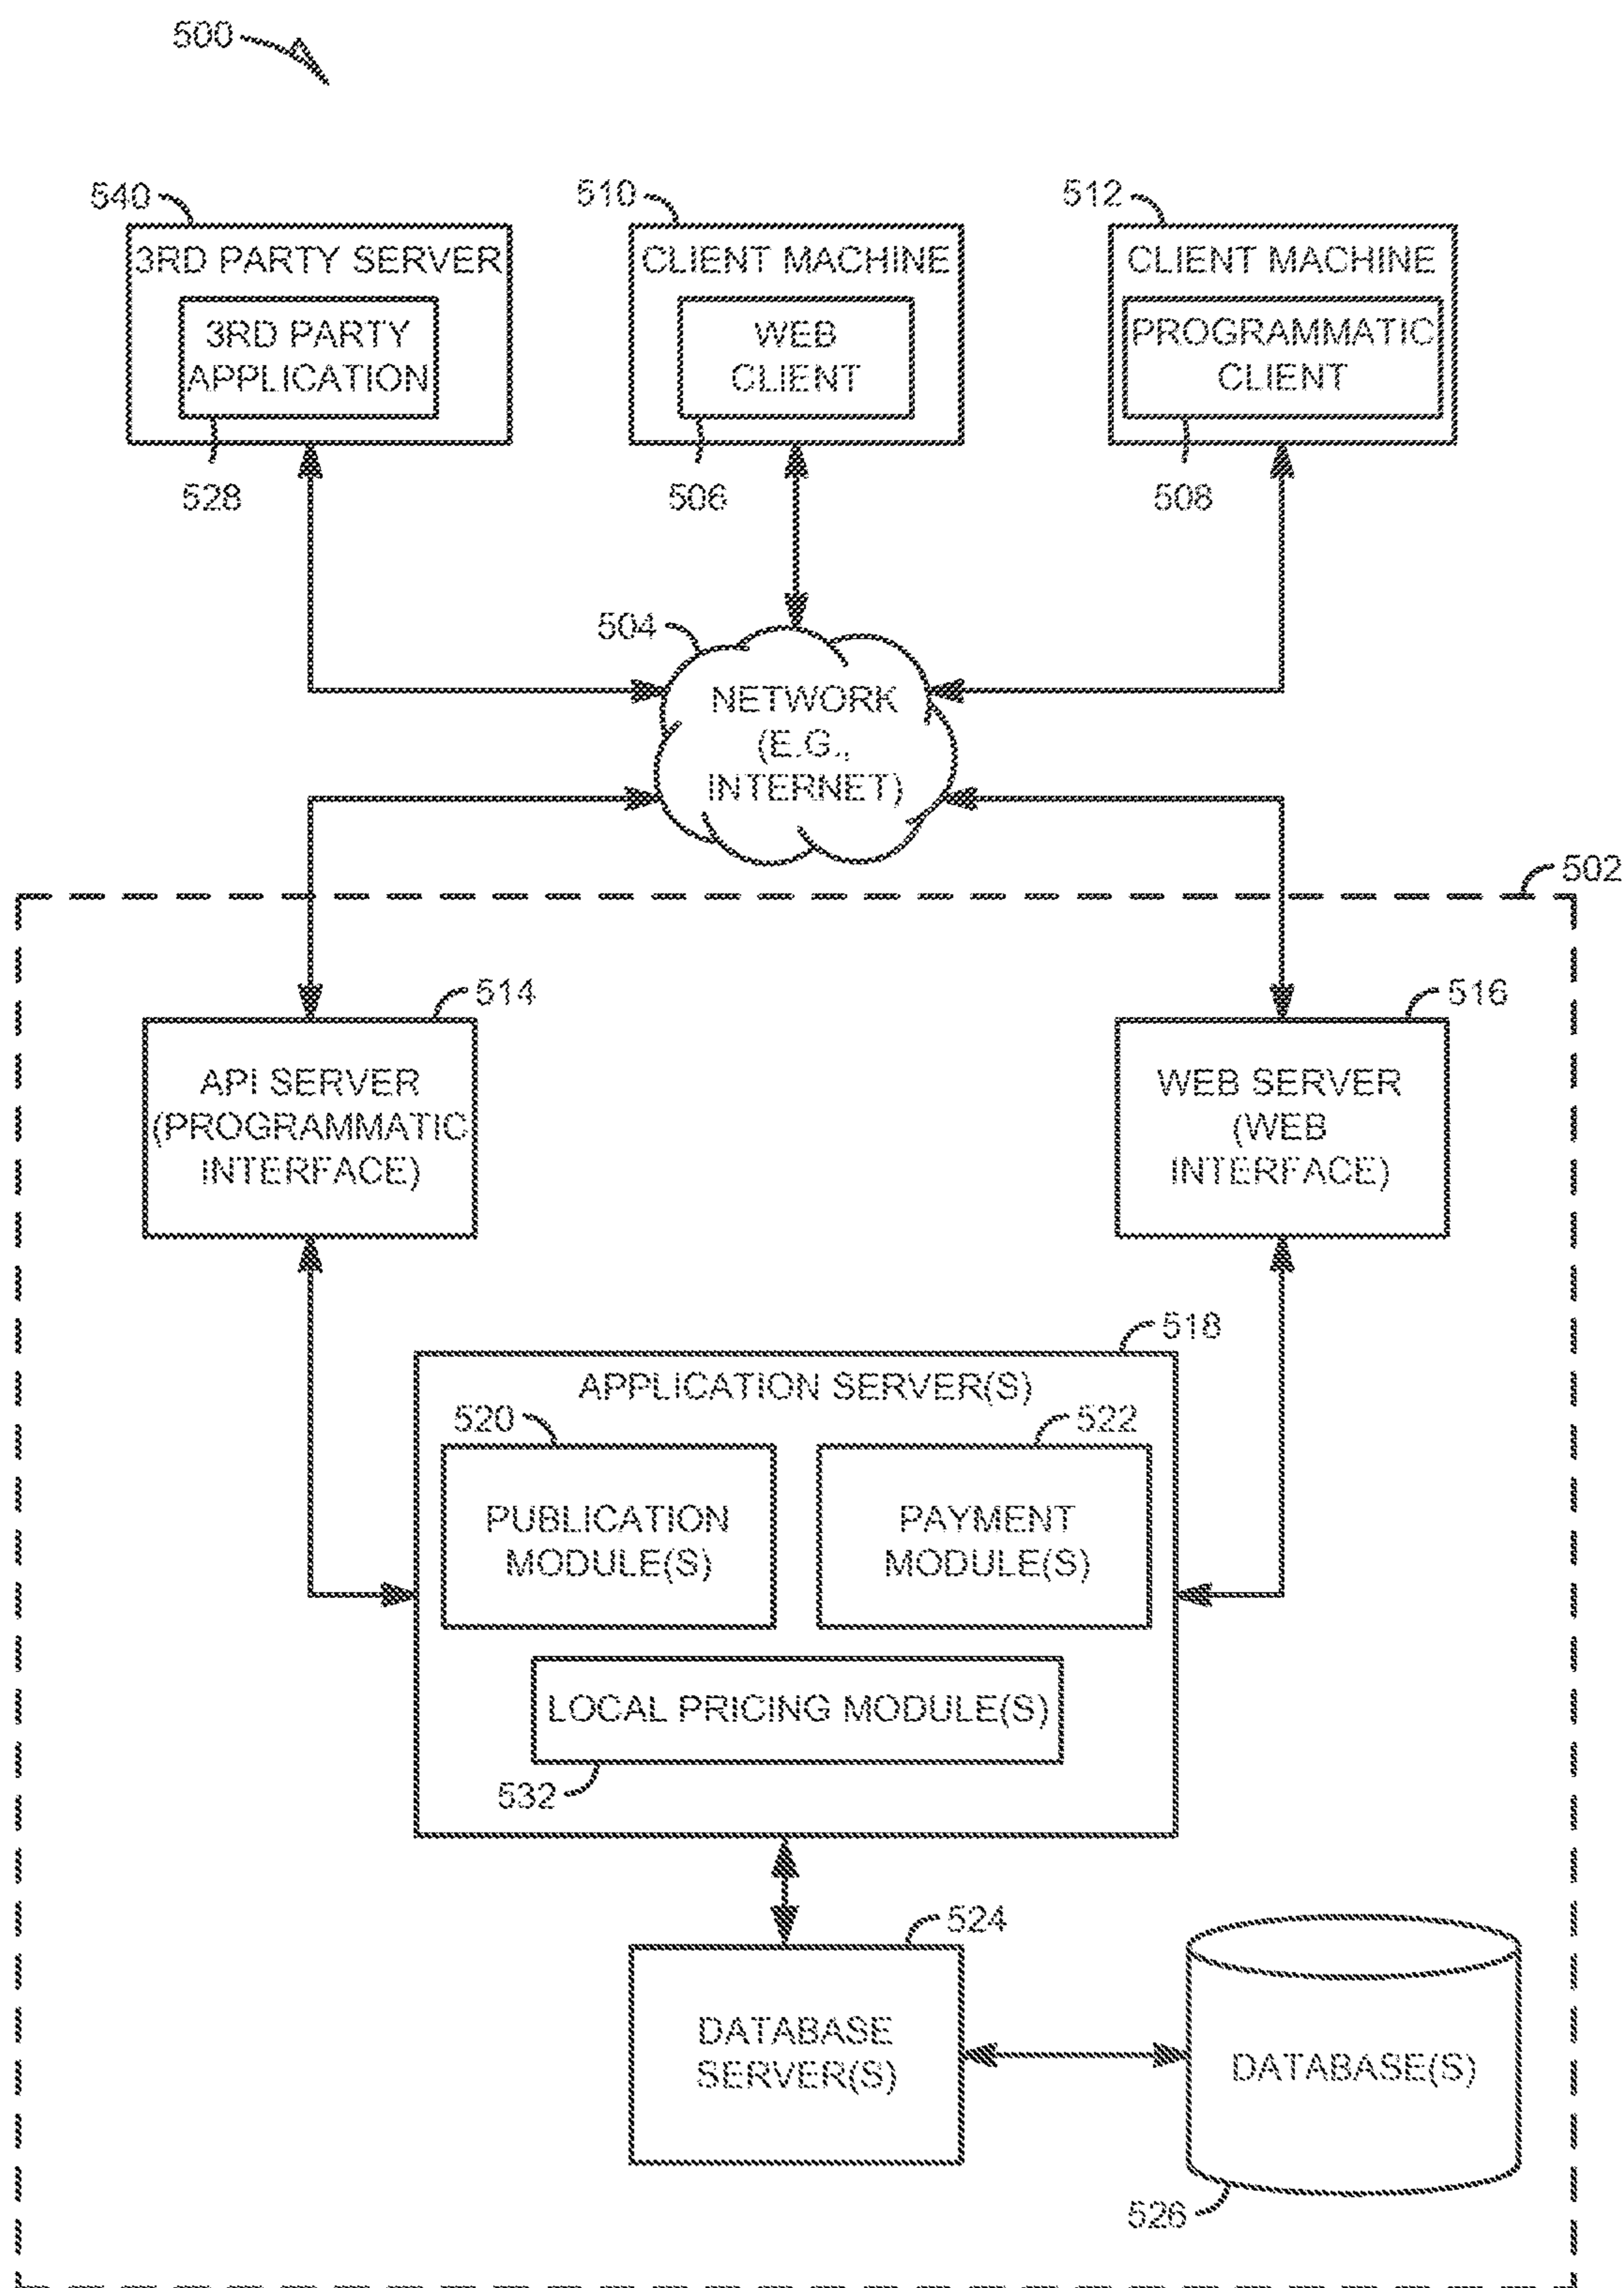 500
540
510
512
3RD PARTY SERVER
CLIENT MACHINE
CLIENT MACHINE
3RD PARTY
APPLICATION
WEB
CLIENT
PROGRAMMATIC
CLIENT
528
506
508
504
NETWORK
(E.G.,
INTERNET)
502
514
516
API SERVER
(PROGRAMMATIC
INTERFACE)
WEB SERVER
(WEB
INTERFACE)
518
APPLICATION SERVER(S)
520
522
PUBLICATION
MODULE(S)
PAYMENT
MODULE(S)
LOCAL PRICING MODULE(S)
532
524
DATABASE
SERVER(S)
DATABASE(S)
526